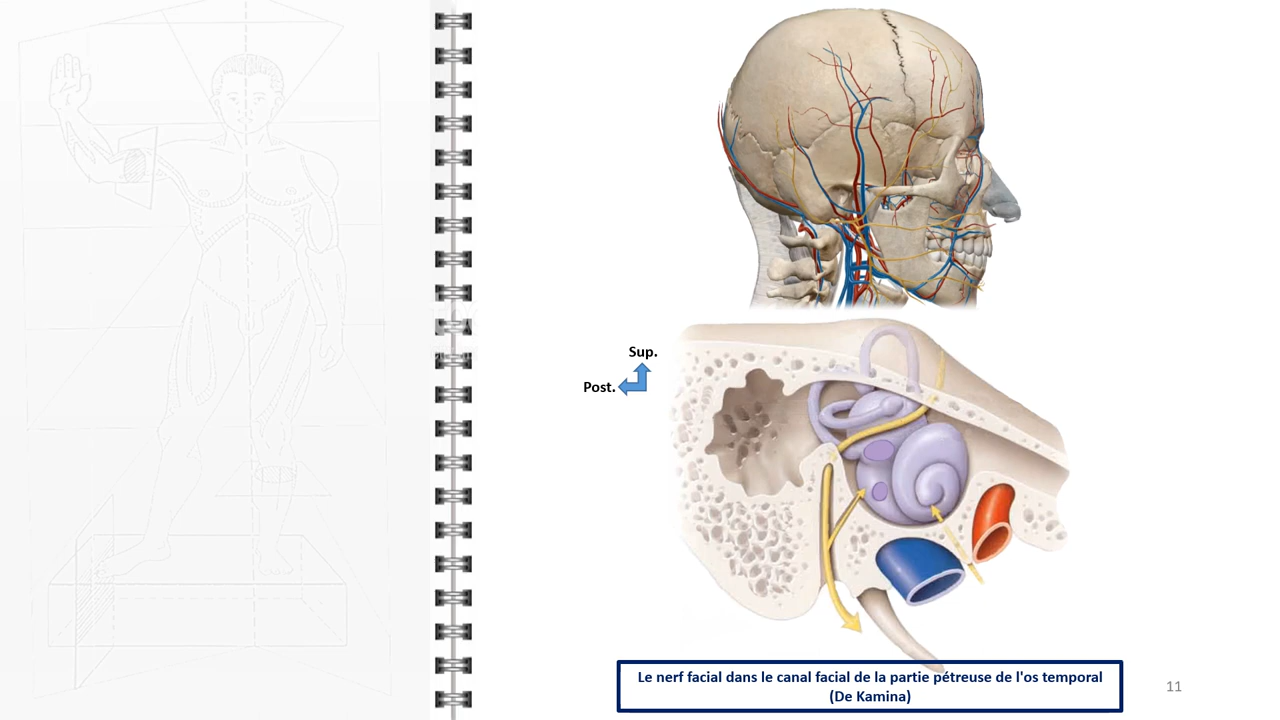 Sup.
Post.
Le nerf facial dans le canal facial de la partie pétreuse de l'os temporal
(De Kamina)
11